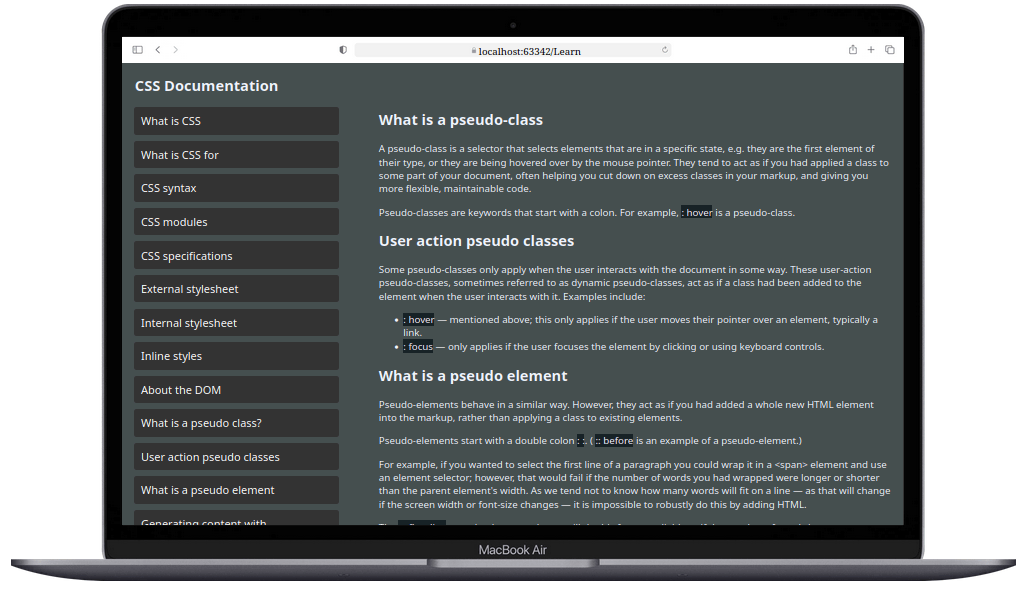 localhost:63342/Learn
CSS Documentation
What is CSS
What is CSS for
CSS syntax
CSS modules
CSS specifications
External stylesheet
Internal stylesheet
Inline styles
About the DOM
What is a pseudo class?
User action pseudo classes
What is a pseudo element
Generating content with
What is a pseudo-class
A pseudo-class is a selector that selects elements that are in a specific state, e.g. they are the first element of
their type, or they are being hovered over by the mouse pointer. They tend to act as if you had applied a class to
some part of your document, often helping you cut down on excess classes in your markup, and giving you
more flexible, maintainable code.
Pseudo-classes are keywords that start with a colon. For example, : hover is a pseudo-class.
User action pseudo classes
Some pseudo-classes only apply when the user interacts with the document in some way. These user-action
pseudo-classes, sometimes referred to as dynamic pseudo-classes, act as if a class had been added to the
element when the user interacts with it. Examples include:
• : hover — mentioned above; this only applies if the user moves their pointer over an element, typically a
link.
• : focus — only applies if the user focuses the element by clicking or using keyboard controls.
What is a pseudo element
Pseudo-elements behave in a similar way. However, they act as if you had added a whole new HTML element
into the markup, rather than applying a class to existing elements.
Pseudo-elements start with a double colon : :. ( :: before is an example of a pseudo-element.)
For example, if you wanted to select the first line of a paragraph you could wrap it in a <span> element and use
an element selector; however, that would fail if the number of words you had wrapped were longer or shorter
than the parent element's width. As we tend not to know how many words will fit on a line — as that will change
if the screen width or font-size changes — it is impossible to robustly do this by adding HTML.
MacBook Air